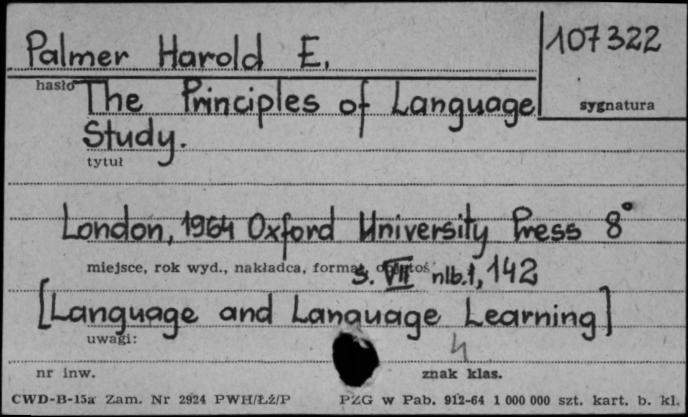 Palmer Harold E. 107322
hasło sygnatura
The Principles of Language
Study.
tytuł
London, 1964 Oxford University Press 8°
miejsce, rok wyd., nakładca, format, objętość
s. VII nlb.1, 142
[Language and Language Learning]
uwagi: 4
nr inw. znak klas.
CWD-B-15a Zam. Nr 2924 PWH/Łż/P PZG w Pab. 912-64 1 000 000 szt. kart. b. kl.